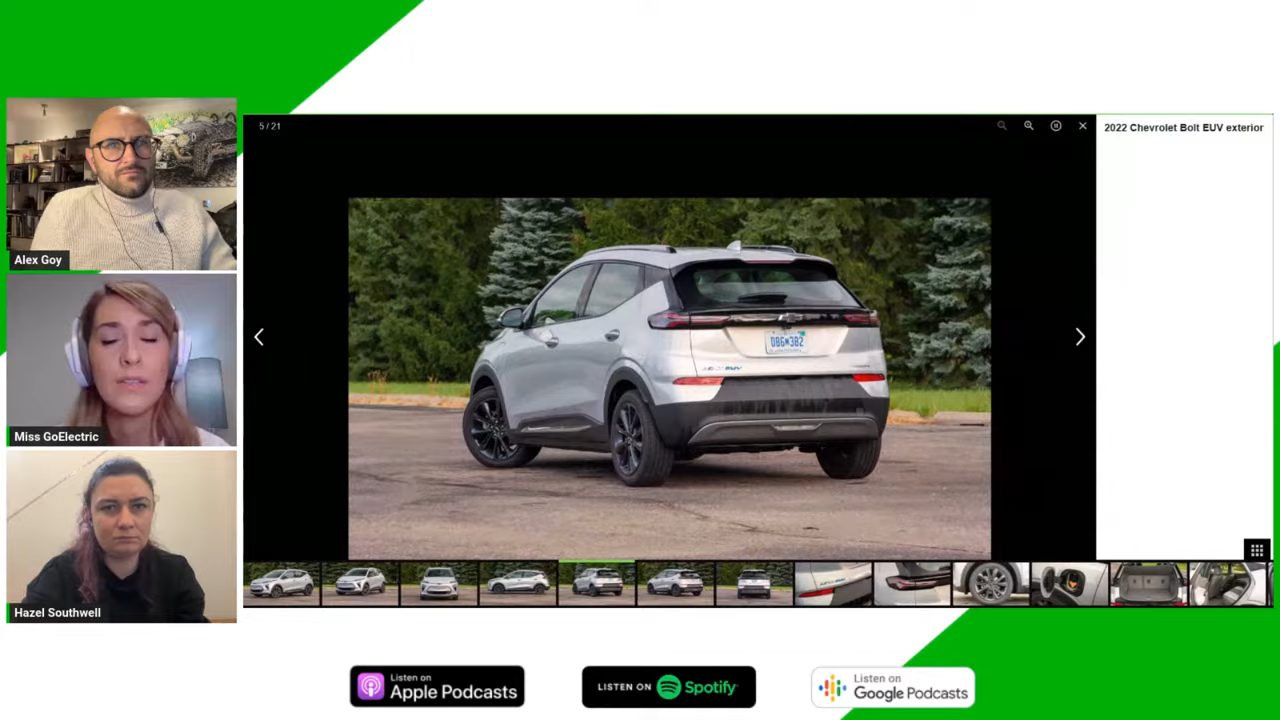 Alex Goy
Miss GoElectric
Hazel Southwell
5 / 21
2022 Chevrolet Bolt EUV exterior
EUV
Listen on
Apple Podcasts
LISTEN ON Spotify
Listen on
Google Podcasts